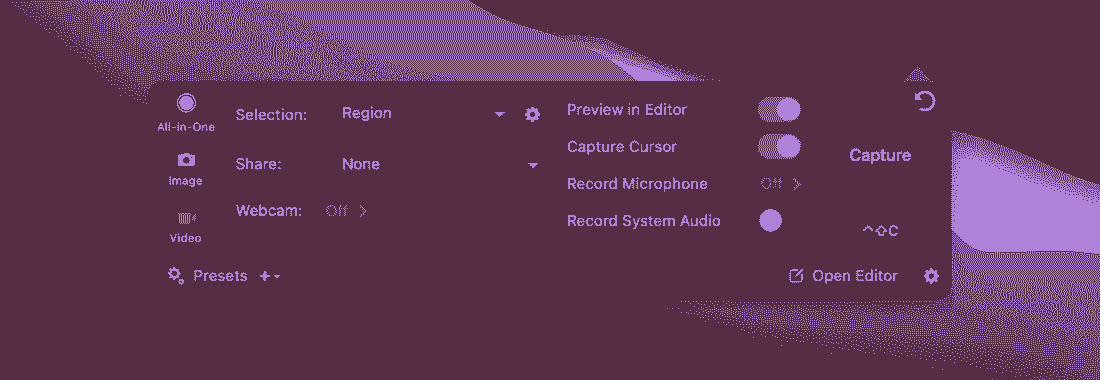 All-in-One
Image
Video
Selection: Region
Share: None
Webcam: Off
Preview in Editor
Capture Cursor
Record Microphone Off
Record System Audio
Capture
^⇧C
Presets
Open Editor